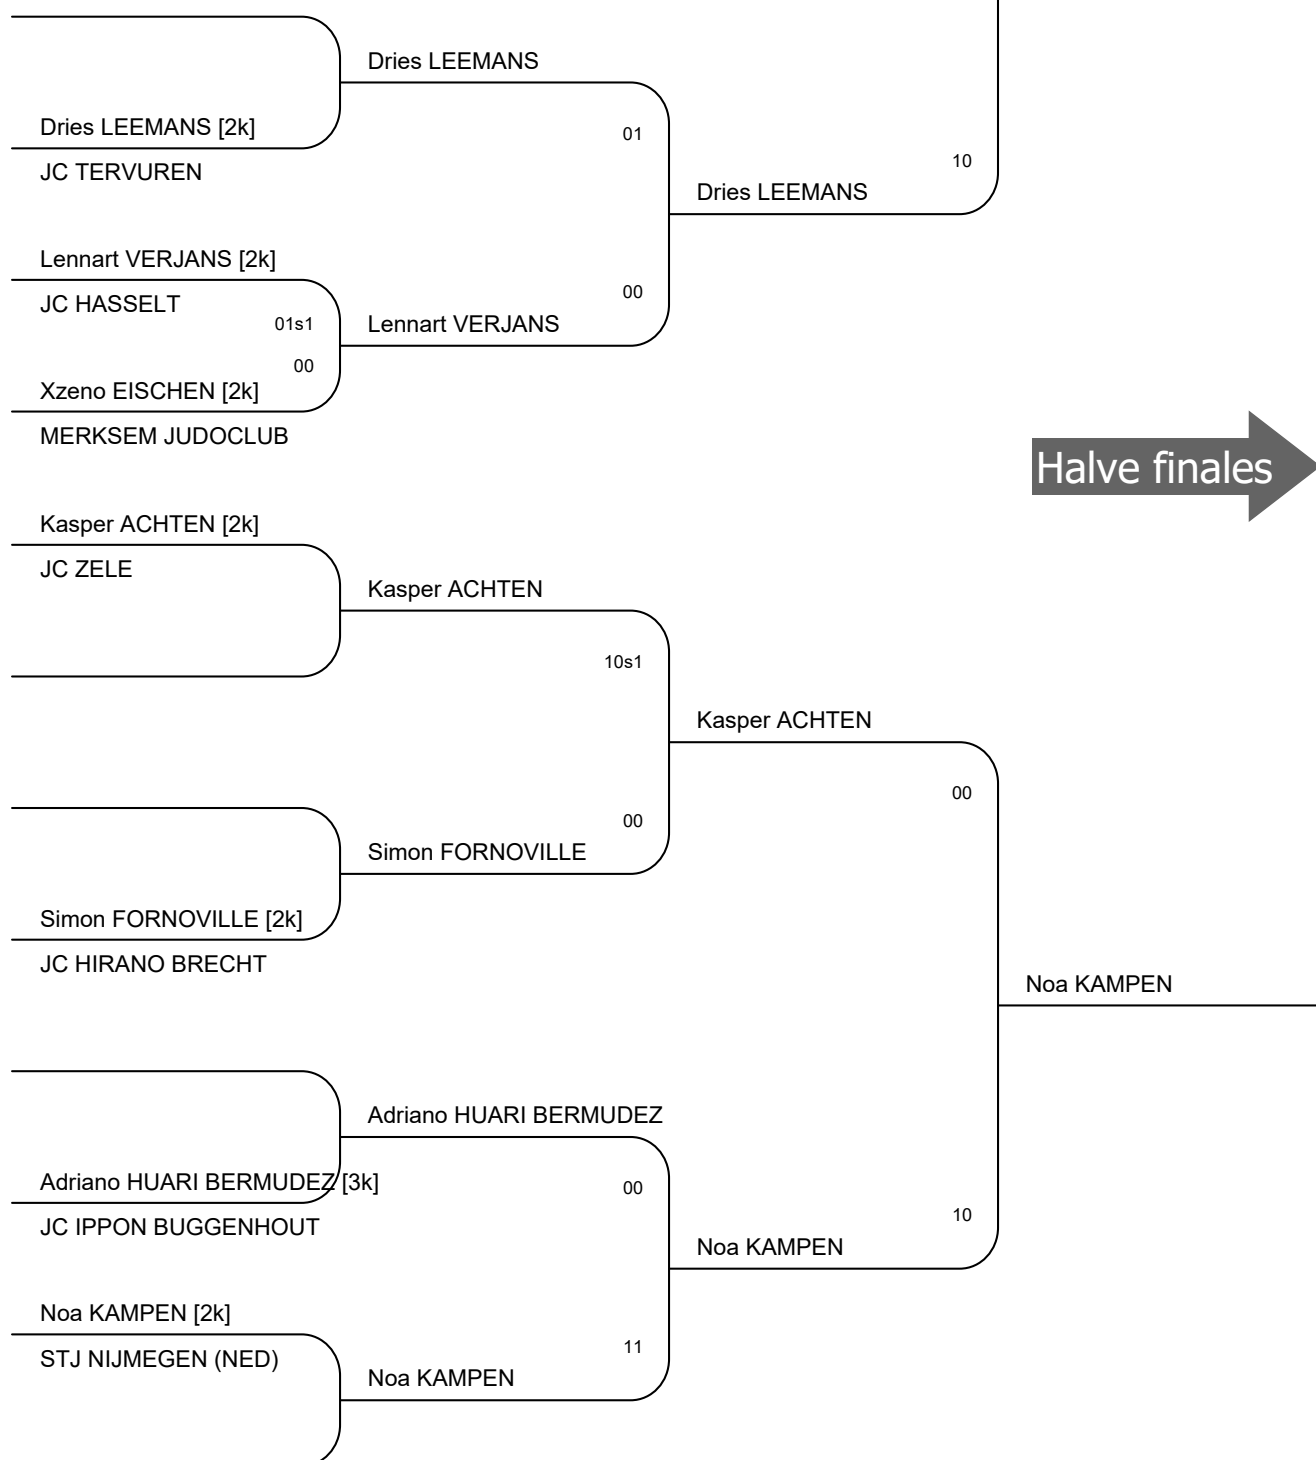 Dries LEEMANS
Dries LEEMANS [2k]
01
JC TERVUREN
10
Dries LEEMANS
Lennart VERJANS [2k]
JC HASSELT
00
01s1
Lennart VERJANS
00
Xzeno EISCHEN [2k]
MERKSEM JUDOCLUB
Halve finales
Kasper ACHTEN [2k]
JC ZELE
Kasper ACHTEN
10s1
Kasper ACHTEN
00
00
Simon FORNOVILLE
Simon FORNOVILLE [2k]
JC HIRANO BRECHT
Noa KAMPEN
Adriano HUARI BERMUDEZ
Adriano HUARI BERMUDEZ [3k]
00
JC IPPON BUGGENHOUT
10
Noa KAMPEN
Noa KAMPEN [2k]
STJ NIJMEGEN (NED)
11
Noa KAMPEN